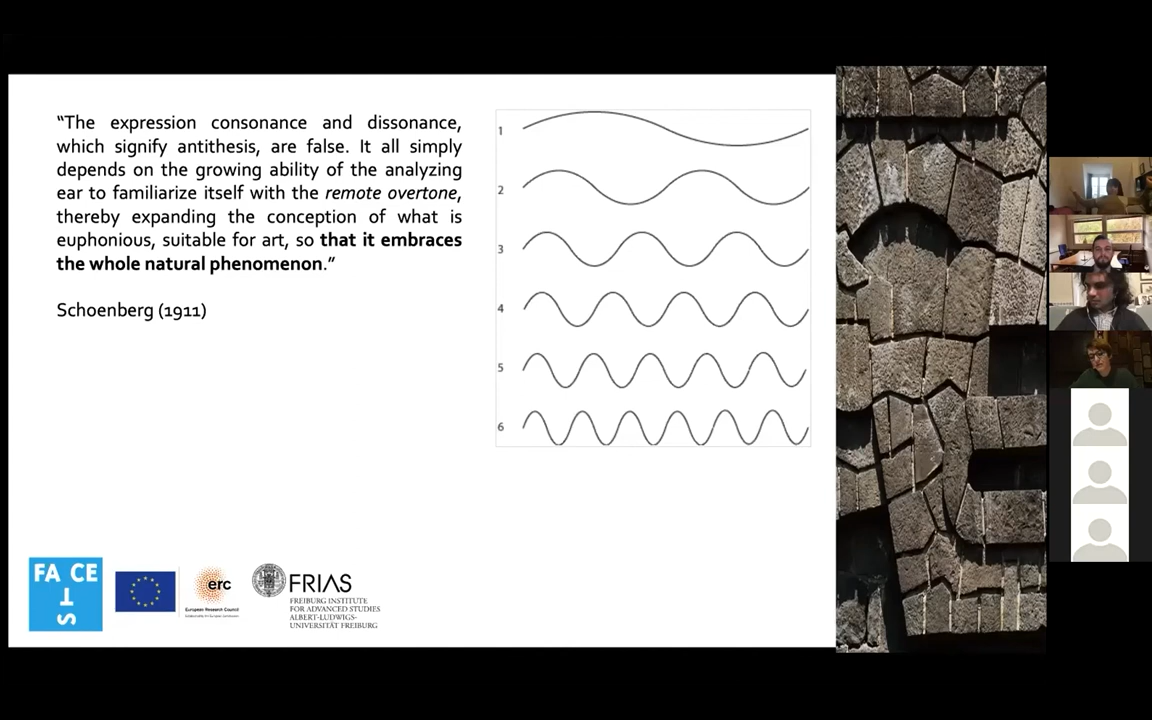 “The expression consonance and dissonance,
which signify antithesis, are false. It all simply
depends on the growing ability of the analyzing
ear to familiarize itself with the remote overtone,
thereby expanding the conception of what is
euphonious, suitable for art, so that it embraces
the whole natural phenomenon.”
Schoenberg (1911)
1
2
3
4
5
6
FA CE
T
S
erc
European Research Council
FRIAS
FREIBURG INSTITUTE
FOR ADVANCED STUDIES
ALBERT-LUDWIGS-
UNIVERSITÄT FREIBURG